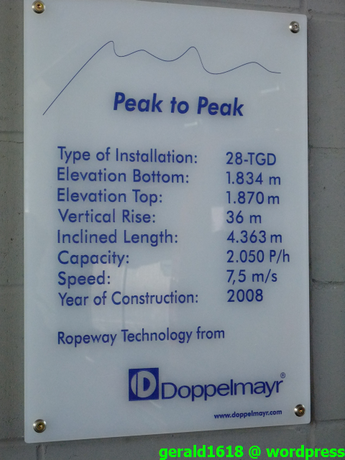 Peak to Peak
Type of Installation: 28-TGD
Elevation Bottom: 1.834 m
Elevation Top: 1.870 m
Vertical Rise: 36 m
Inclined Length: 4.363 m
Capacity: 2.050 P/h
Speed: 7,5 m/s
Year of Construction: 2008
Ropeway Technology from
Doppelmayr®
www.doppelmayr.com
gerald1618 @ wordpress